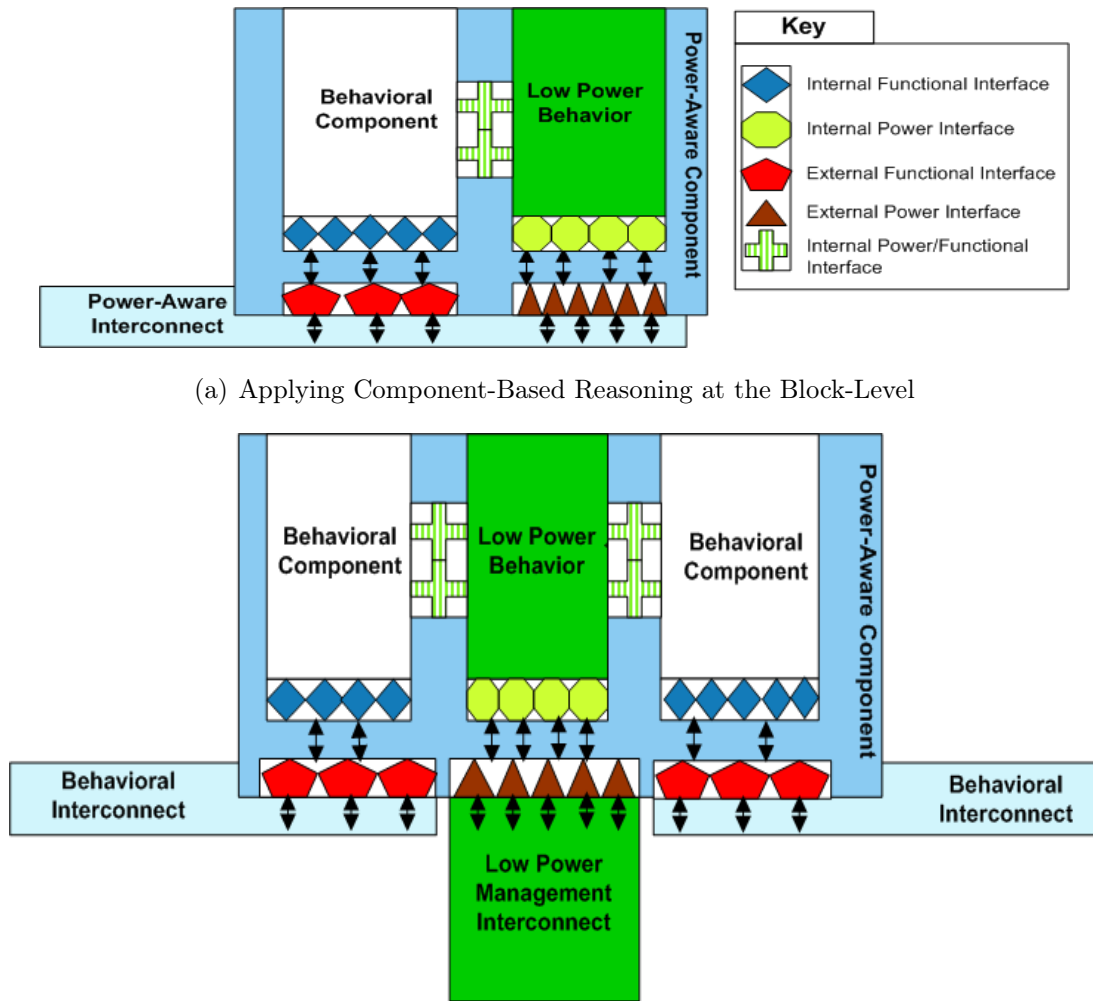 Key
Internal Functional Interface
Internal Power Interface
External Functional Interface
External Power Interface
Internal Power/Functional
Interface
Behavioral
Component
Low Power
Behavior
Power-Aware Component
Power-Aware
Interconnect
(a) Applying Component-Based Reasoning at the Block-Level
Behavioral
Component
Low Power
Behavior
Behavioral
Component
Power-Aware Component
Behavioral
Interconnect
Low Power
Management
Interconnect
Behavioral
Interconnect